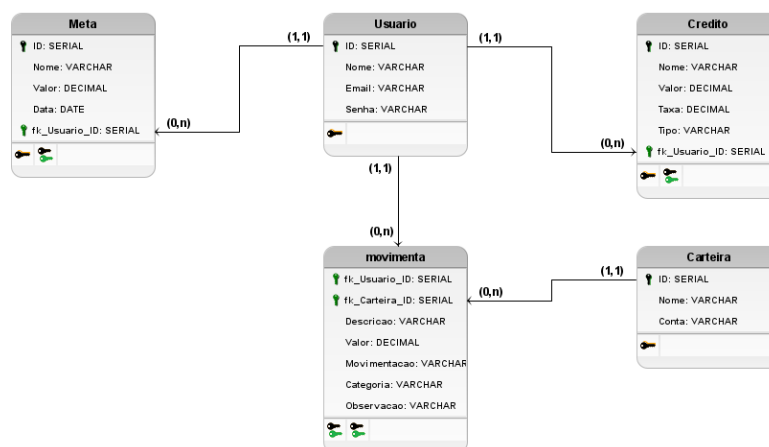 Meta
ID: SERIAL
Nome: VARCHAR
Valor: DECIMAL
Data: DATE
fk_Usuario_ID: SERIAL
(1,1)
(0,n)
Usuario
ID: SERIAL
Nome: VARCHAR
Email: VARCHAR
Senha: VARCHAR
(1,1)
(1,1)
(0,n)
Credito
ID: SERIAL
Nome: VARCHAR
Valor: DECIMAL
Taxa: DECIMAL
Tipo: VARCHAR
fk_Usuario_ID: SERIAL
(0,n)
movimenta
fk_Usuario_ID: SERIAL
fk_Carteira_ID: SERIAL
Descricao: VARCHAR
Valor: DECIMAL
Movimentacao: VARCHAR
Categoria: VARCHAR
Observacao: VARCHAR
(0,n)
(1,1)
Carteira
ID: SERIAL
Nome: VARCHAR
Conta: VARCHAR